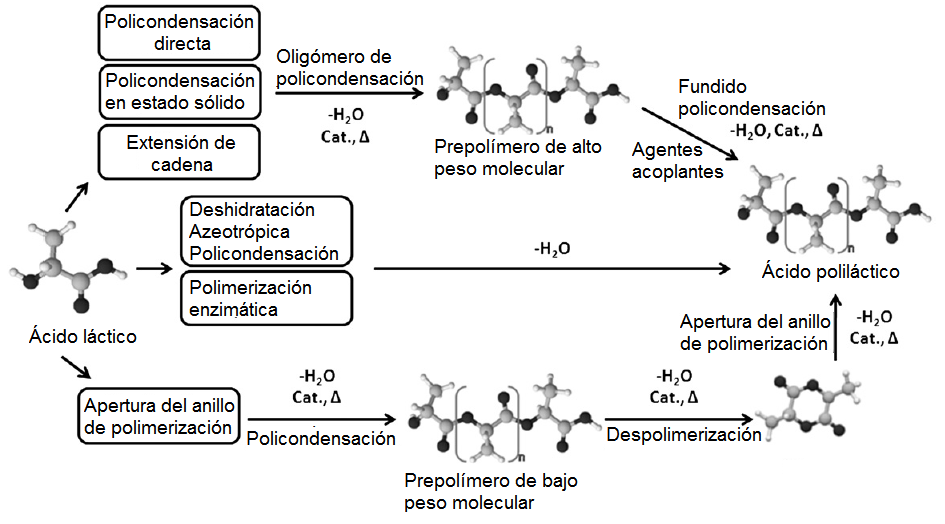 Policondensación
directa
Policondensación
en estado sólido
Extensión de
cadena
Oligómero de
policondensación
-H₂O
Cat., Δ
n
Prepolímero de alto
peso molecular
Fundido
policondensación
-H₂O, Cat., Δ
Agentes
acoplantes
Deshidratación
Azeotrópica
Policondensación
Polimerización
enzimática
-H₂O
n
Ácido poliláctico
Ácido láctico
Apertura del anillo
de polimerización
-H₂O
Cat., Δ
Apertura del anillo
de polimerización
-H₂O
Cat., Δ
Policondensación
n
Prepolímero de bajo
peso molecular
-H₂O
Cat., Δ
Despolimerización